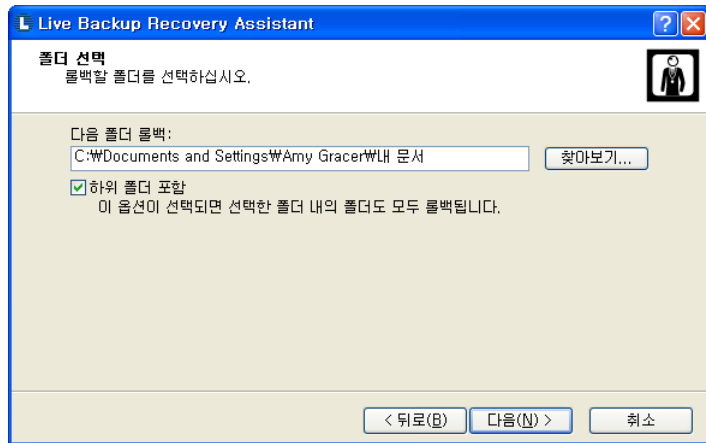 Live Backup Recovery Assistant
폴더 선택
롤백할 폴더를 선택하십시오.
다음 폴더 롤백:
C:₩Documents and Settings₩Amy Gracer₩내 문서
찾아보기...
하위 폴더 포함
이 옵션이 선택되면 선택한 폴더 내의 폴더도 모두 롤백됩니다.
< 뒤로(B) 다음(N) > 취소